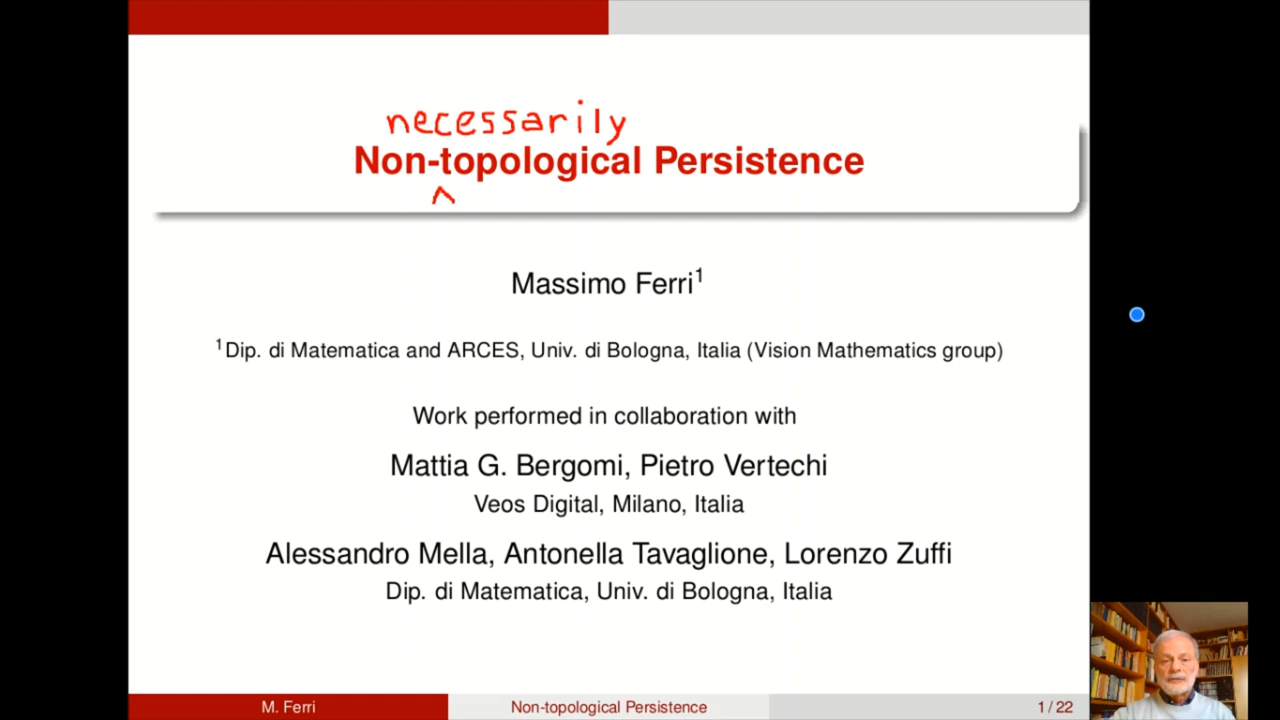 necessarily
Non-topological Persistence
^
Massimo Ferri1
1Dip. di Matematica and ARCES, Univ. di Bologna, Italia (Vision Mathematics group)
Work performed in collaboration with
Mattia G. Bergomi, Pietro Vertechi
Veos Digital, Milano, Italia
Alessandro Mella, Antonella Tavaglione, Lorenzo Zuffi
Dip. di Matematica, Univ. di Bologna, Italia
M. Ferri Non-topological Persistence 1 / 22